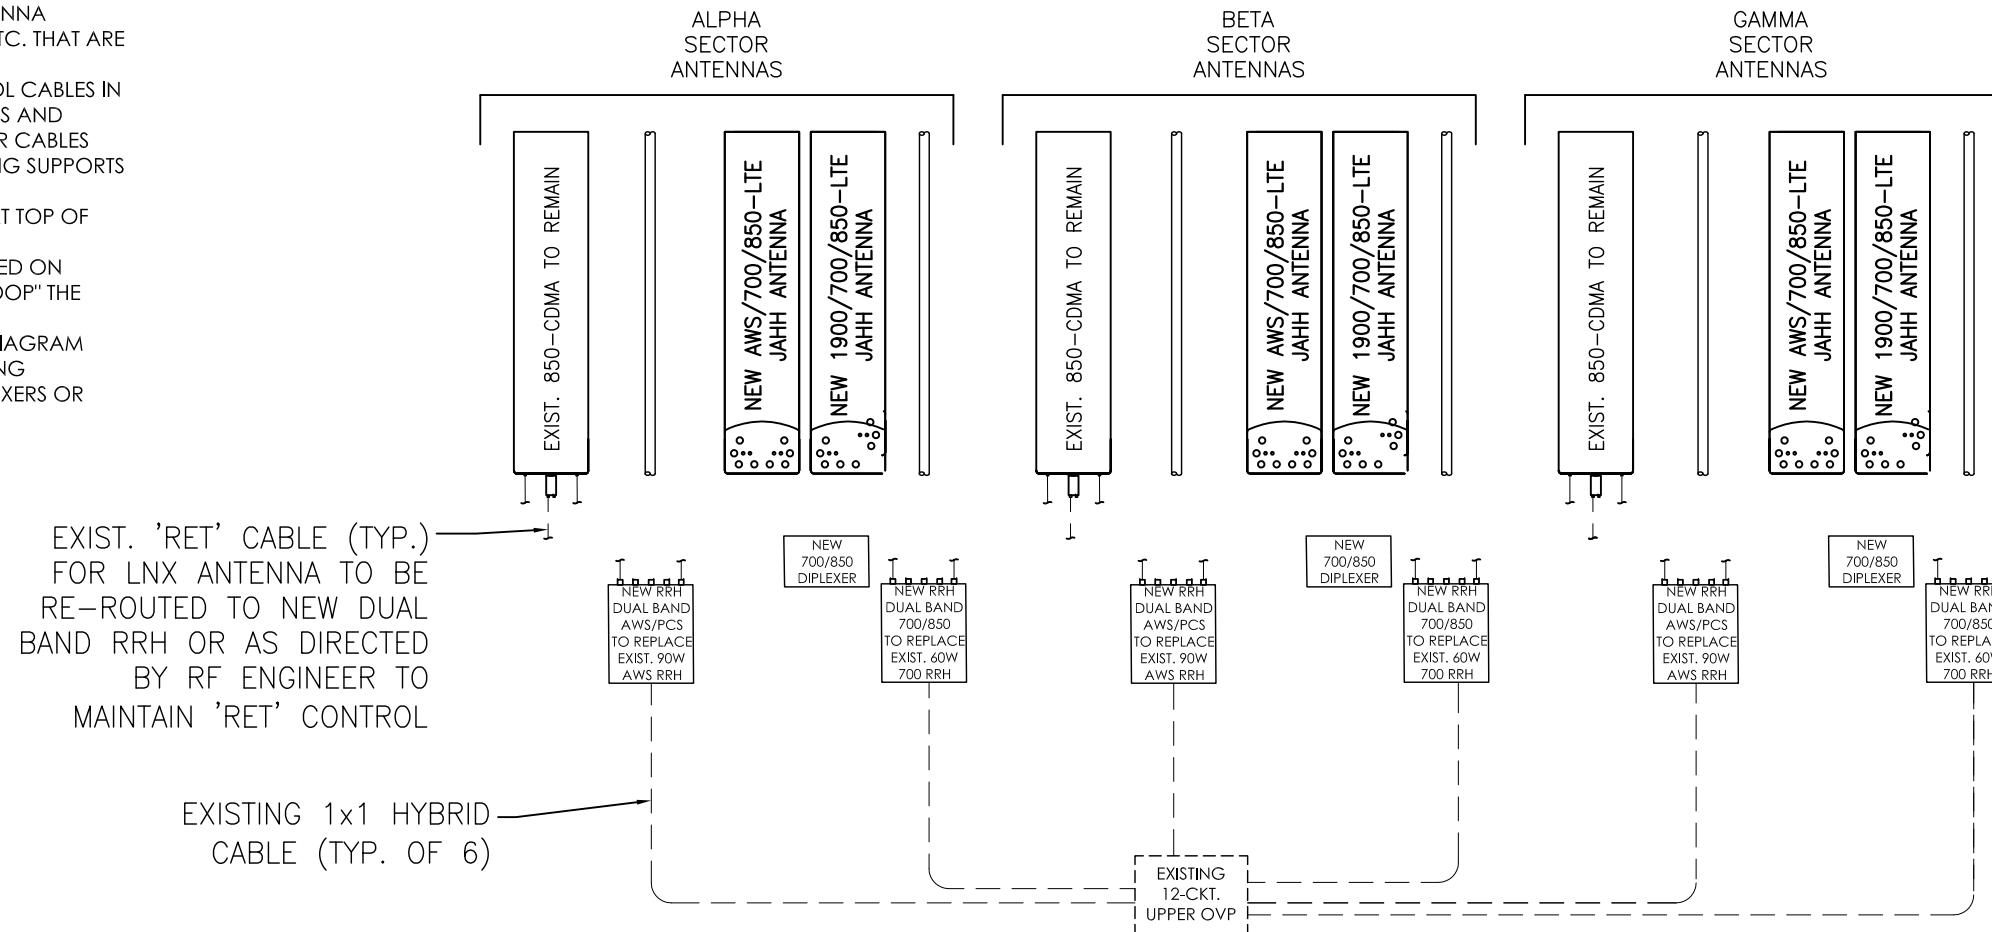 NNA
TC. THAT ARE
OL CABLES IN
S AND
R CABLES
NG SUPPORTS
AT TOP OF
ED ON
OOP" THE
IAGRAM
NG
XERS OR
ALPHA
SECTOR
ANTENNAS
BETA
SECTOR
ANTENNAS
GAMMA
SECTOR
ANTENNAS
EXIST. 850-CDMA TO REMAIN
NEW AWS/700/850-LTE
JAHH ANTENNA
NEW 1900/700/850-LTE
JAHH ANTENNA
EXIST. 850-CDMA TO REMAIN
NEW AWS/700/850-LTE
JAHH ANTENNA
NEW 1900/700/850-LTE
JAHH ANTENNA
EXIST. 850-CDMA TO REMAIN
NEW AWS/700/850-LTE
JAHH ANTENNA
NEW 1900/700/850-LTE
JAHH ANTENNA
EXIST. 'RET' CABLE (TYP.)
FOR LNX ANTENNA TO BE
RE-ROUTED TO NEW DUAL
BAND RRH OR AS DIRECTED
BY RF ENGINEER TO
MAINTAIN 'RET' CONTROL
NEW RRH
DUAL BAND
AWS/PCS
TO REPLACE
EXIST. 90W
AWS RRH
NEW
700/850
DIPLEXER
NEW RRH
DUAL BAND
700/850
TO REPLACE
EXIST. 60W
700 RRH
NEW RRH
DUAL BAND
AWS/PCS
TO REPLACE
EXIST. 90W
AWS RRH
NEW
700/850
DIPLEXER
NEW RRH
DUAL BAND
700/850
TO REPLACE
EXIST. 60W
700 RRH
NEW RRH
DUAL BAND
AWS/PCS
TO REPLACE
EXIST. 90W
AWS RRH
NEW
700/850
DIPLEXER
NEW RRH
DUAL BAN
700/850
TO REPLAC
EXIST. 60W
700 RRH
EXISTING 1x1 HYBRID
CABLE (TYP. OF 6)
EXISTING
12-CKT.
UPPER OVP